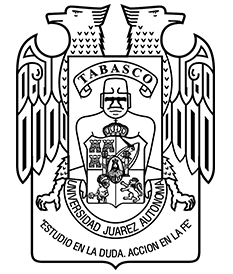 TABASCO
UNIVERSIDAD JUAREZ AUTONOMA
"ESTUDIO EN LA DUDA. ACCION EN LA FE"